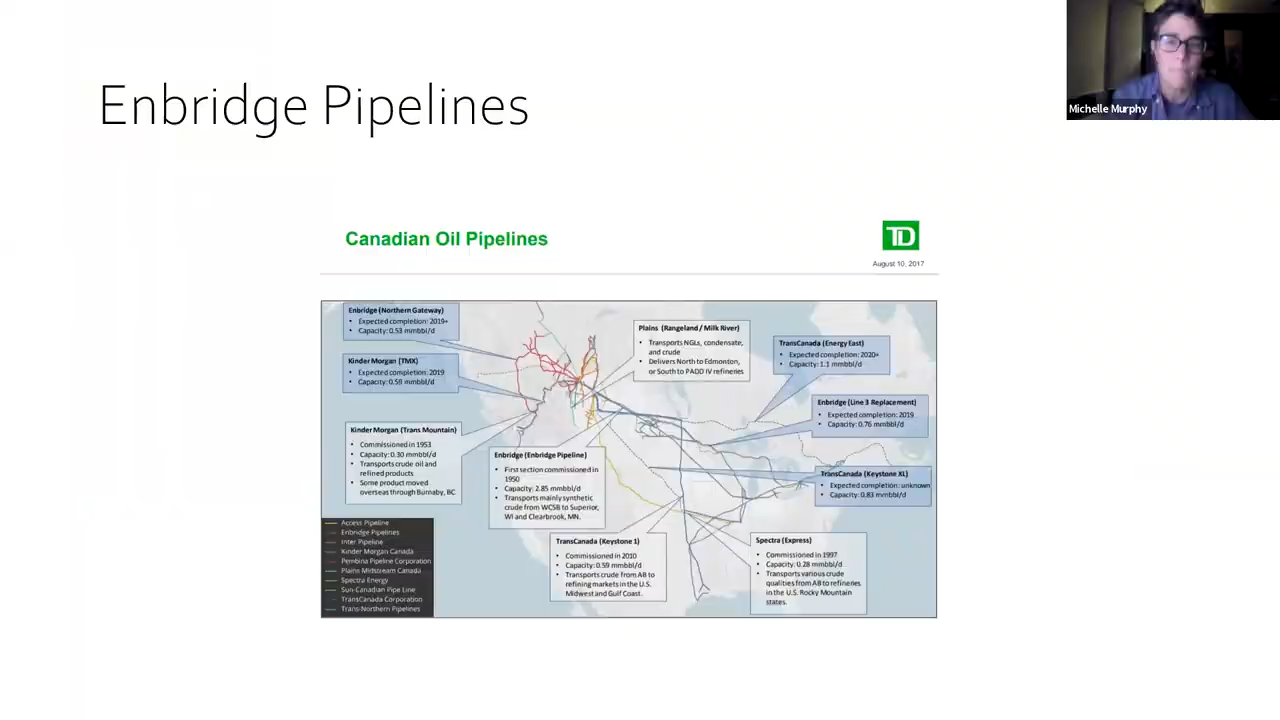 Enbridge Pipelines
Michelle Murphy
Canadian Oil Pipelines
TD
August 10, 2017
Enbridge (Northern Gateway)
• Expected completion: 2019+
• Capacity: 0.53 mmbbl/d
Kinder Morgan (TMX)
• Expected completion: 2019
• Capacity: 0.59 mmbbl/d
Kinder Morgan (Trans Mountain)
• Commissioned in 1953
• Capacity: 0.30 mmbbl/d
• Transports crude oil and
refined products
• Some product moved
overseas through Burnaby, BC
Enbridge (Enbridge Pipeline)
• First section commissioned in
1950
• Capacity: 2.85 mmbbl/d
• Transports mainly synthetic
crude from WCSB to Superior,
WI and Clearbrook, MN.
Plains (Rangeland / Milk River)
• Transports NGLs, condensate,
and crude
• Delivers North to Edmonton,
or South to PADD IV refineries
TransCanada (Energy East)
• Expected completion: 2020+
• Capacity: 1.1 mmbbl/d
Enbridge (Line 3 Replacement)
• Expected completion: 2019
• Capacity: 0.76 mmbbl/d
TransCanada (Keystone XL)
• Expected completion: unknown
• Capacity: 0.83 mmbbl/d
TransCanada (Keystone 1)
• Commissioned in 2010
• Capacity: 0.59 mmbbl/d
• Transports crude from AB to
refining markets in the U.S.
Midwest and Gulf Coast.
Spectra (Express)
• Commissioned in 1997
• Capacity: 0.28 mmbbl/d
• Transports various crude
qualities from AB to refineries
in the U.S. Rocky Mountain
states.
Access Pipeline
Enbridge Pipelines
Inter Pipeline
Kinder Morgan Canada
Pembina Pipeline Corporation
Plains Midstream Canada
Spectra Energy
Sun-Canadian Pipe Line
TransCanada Corporation
Trans-Northern Pipelines